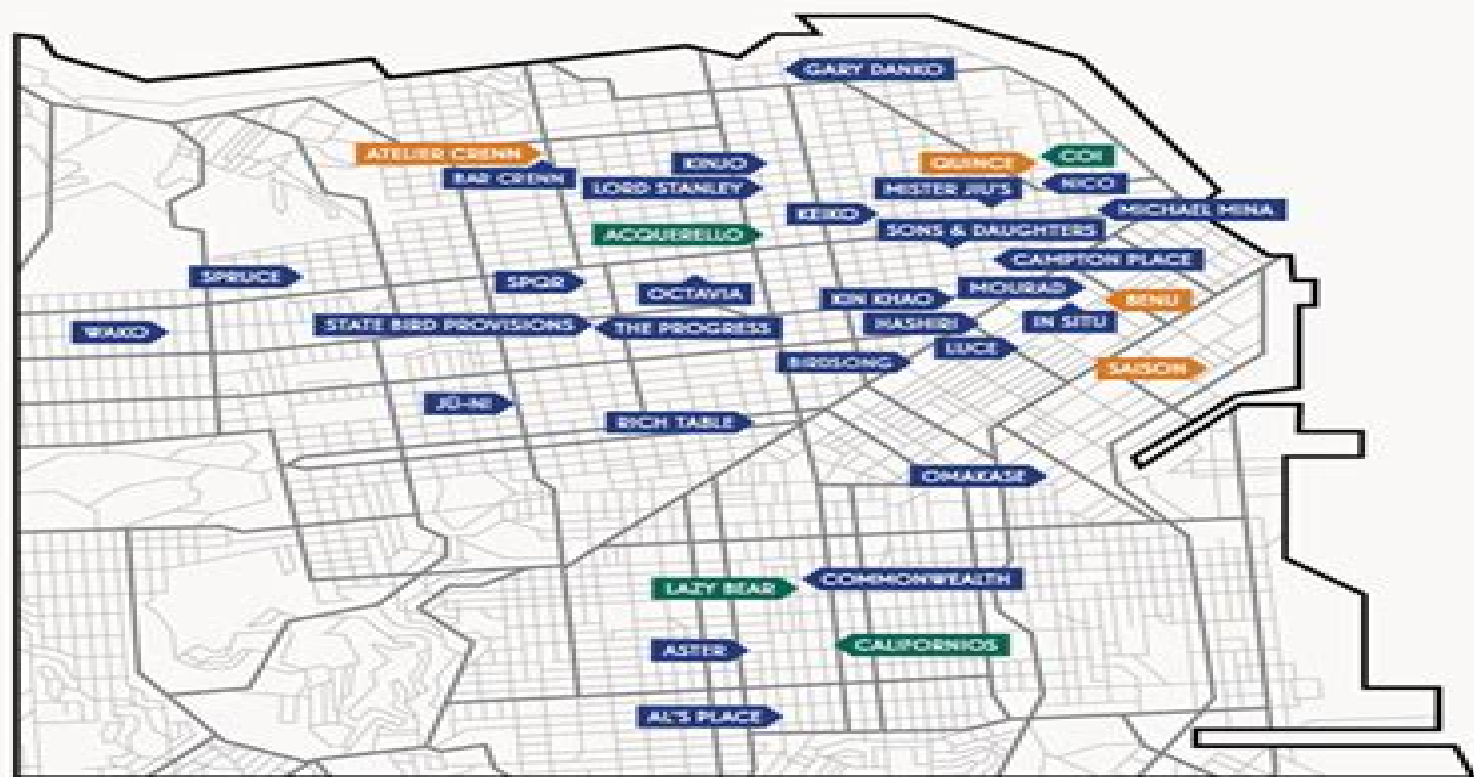 GARY DANKO
ATELIER CRENN
BAR CRENN
KINJO
LORD STANLEY
QUINCE
COI
MISTER JIU'S
NICO
KEIKO
MICHAEL MINA
ACQUERELLO
SONS & DAUGHTERS
CAMPTON PLACE
SPRUCE
SPQR
OCTAVIA
KIN KHAO
MOURAD
BENU
WAKO
STATE BIRD PROVISIONS
THE PROGRESS
HASHIRI
IN SITU
LUCE
BIRDSONG
SAISON
JŪ-NI
RICH TABLE
OMAKASE
LAZY BEAR
COMMONWEALTH
ASTER
CALIFORNIOS
AL'S PLACE